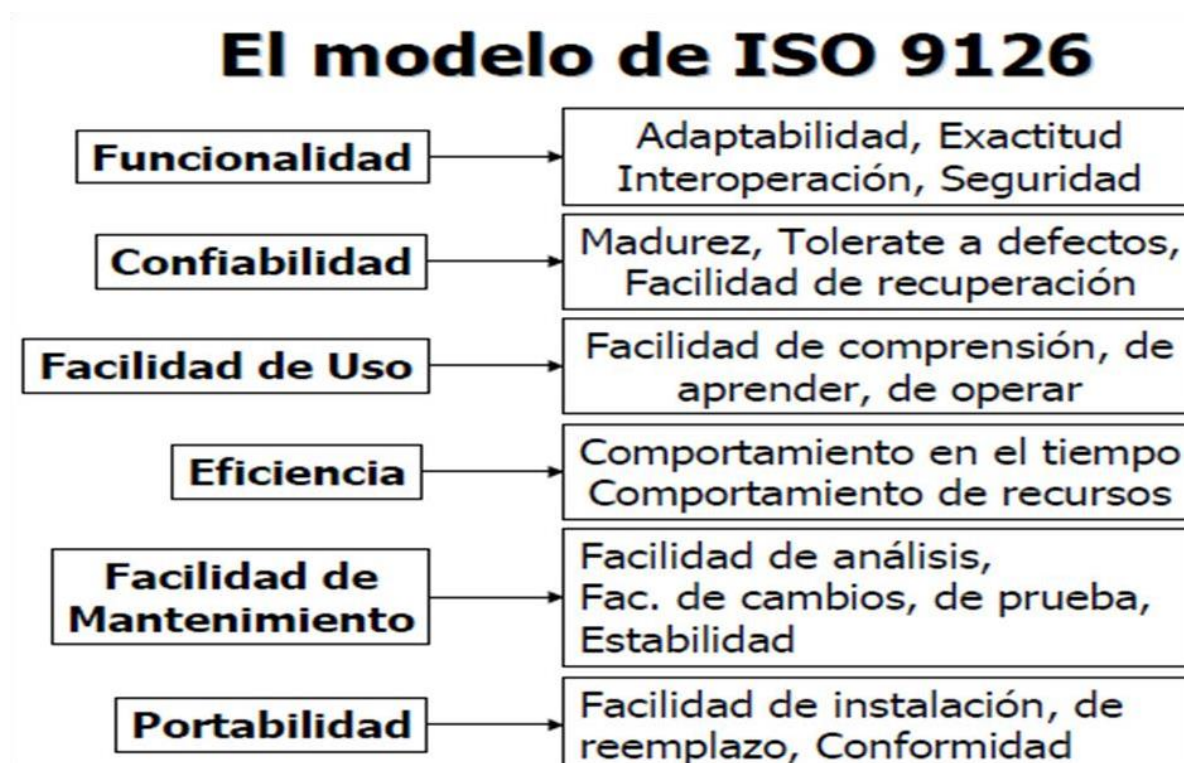 El modelo de ISO 9126
Funcionalidad
Adaptabilidad, Exactitud
Interoperación, Seguridad
Confiabilidad
Madurez, Tolerate a defectos,
Facilidad de recuperación
Facilidad de Uso
Facilidad de comprensión, de
aprender, de operar
Eficiencia
Comportamiento en el tiempo
Comportamiento de recursos
Facilidad de
Mantenimiento
Facilidad de análisis,
Fac. de cambios, de prueba,
Estabilidad
Portabilidad
Facilidad de instalación, de
reemplazo, Conformidad